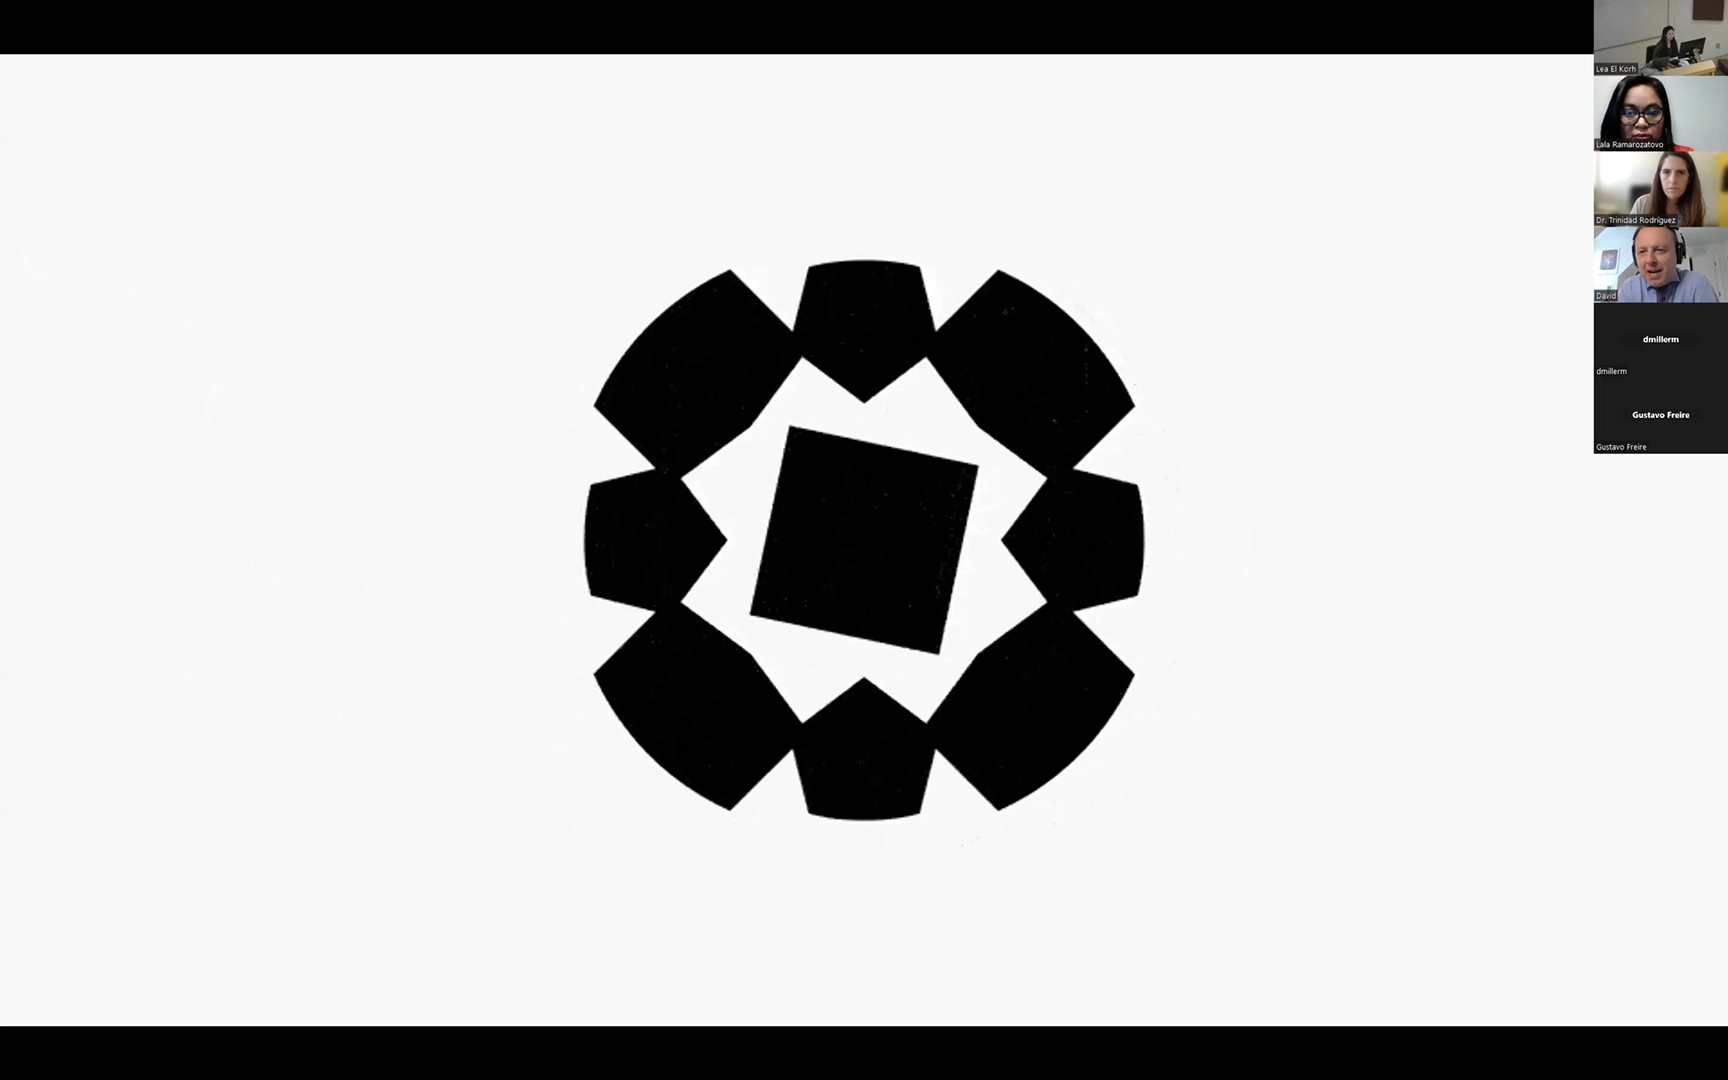 Lea El Korh
Lala Ramarozatovo
Dr. Trinidad Rodríguez
David
dmillerm
dmillerm
Gustavo Freire
Gustavo Freire